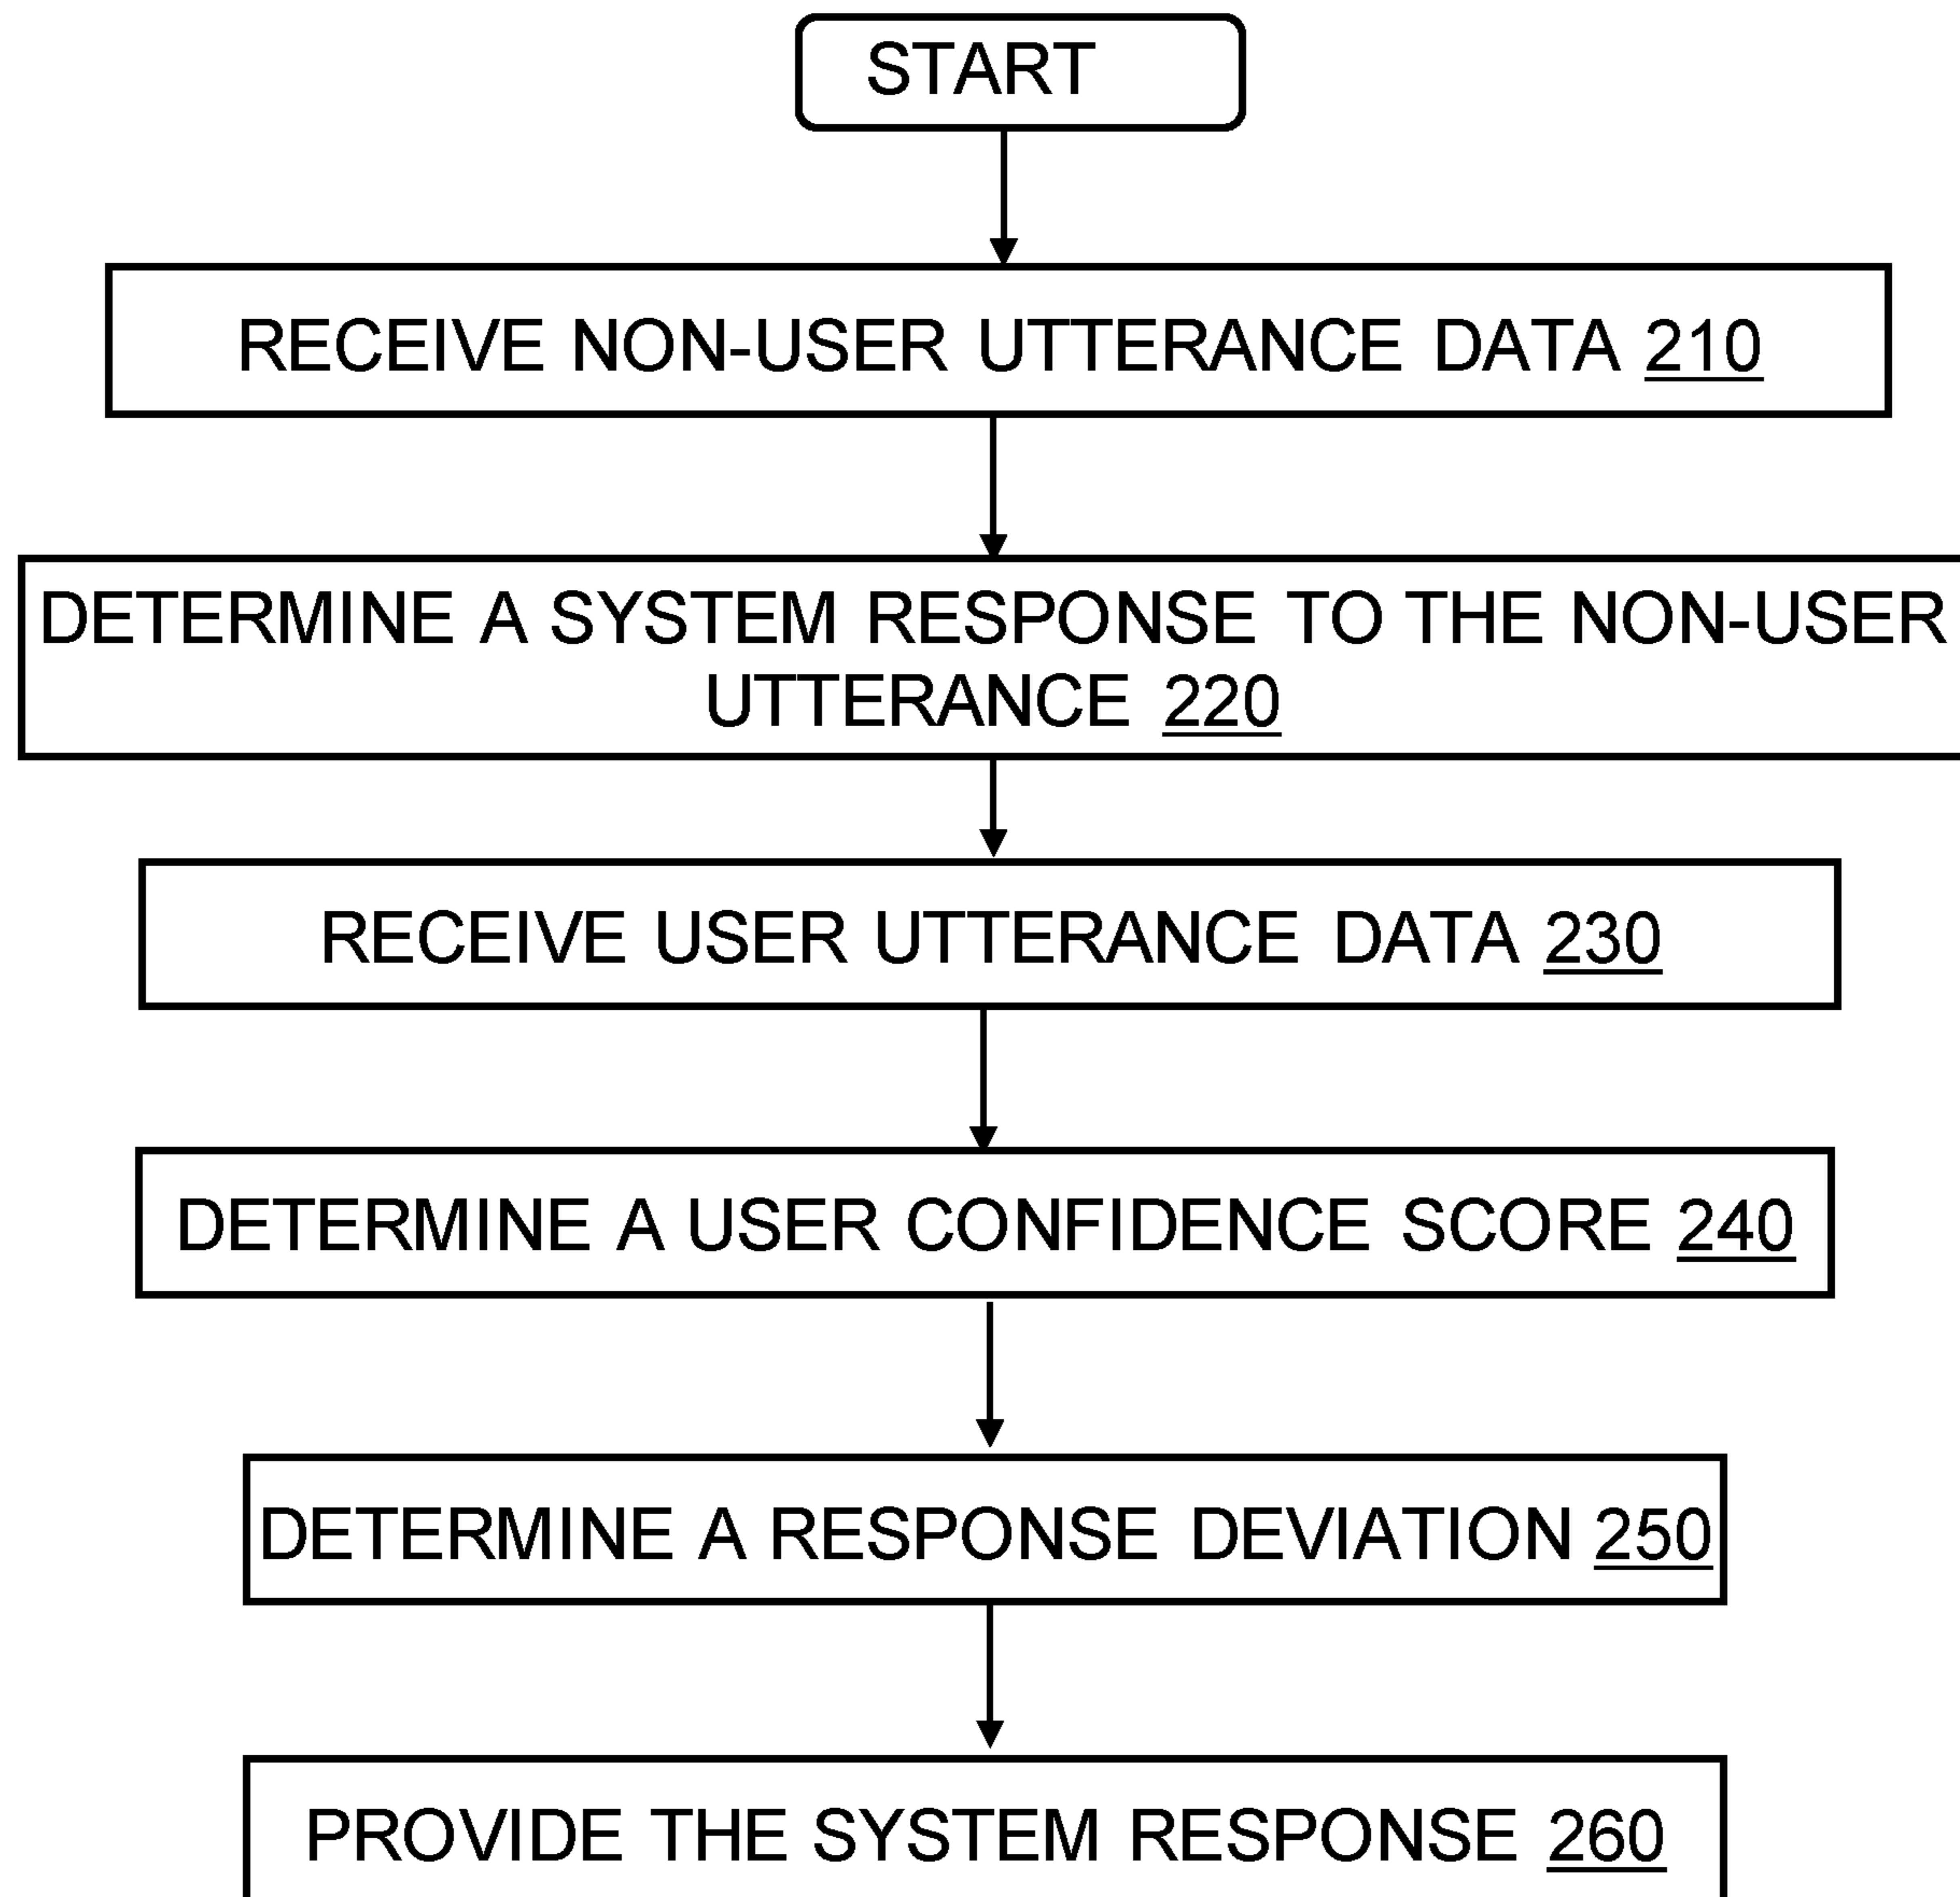 START
RECEIVE NON-USER UTTERANCE DATA 210
DETERMINE A SYSTEM RESPONSE TO THE NON-USER
UTTERANCE 220
RECEIVE USER UTTERANCE DATA 230
DETERMINE A USER CONFIDENCE SCORE 240
DETERMINE A RESPONSE DEVIATION 250
PROVIDE THE SYSTEM RESPONSE 260